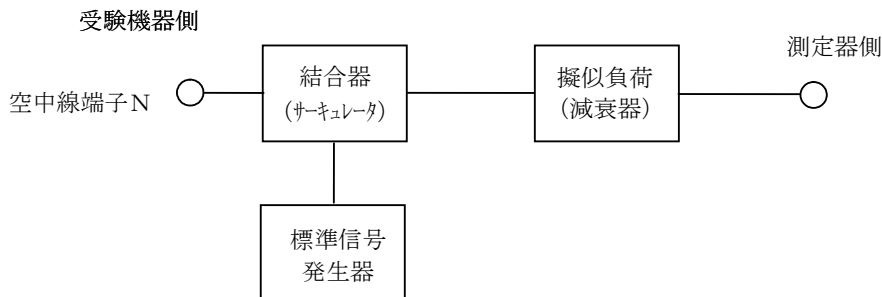 受験機器側
空中線端子N
結合器
(ｻｰｷｭﾚｰﾀ)
標準信号
発生器
擬似負荷
(減衰器)
測定器側